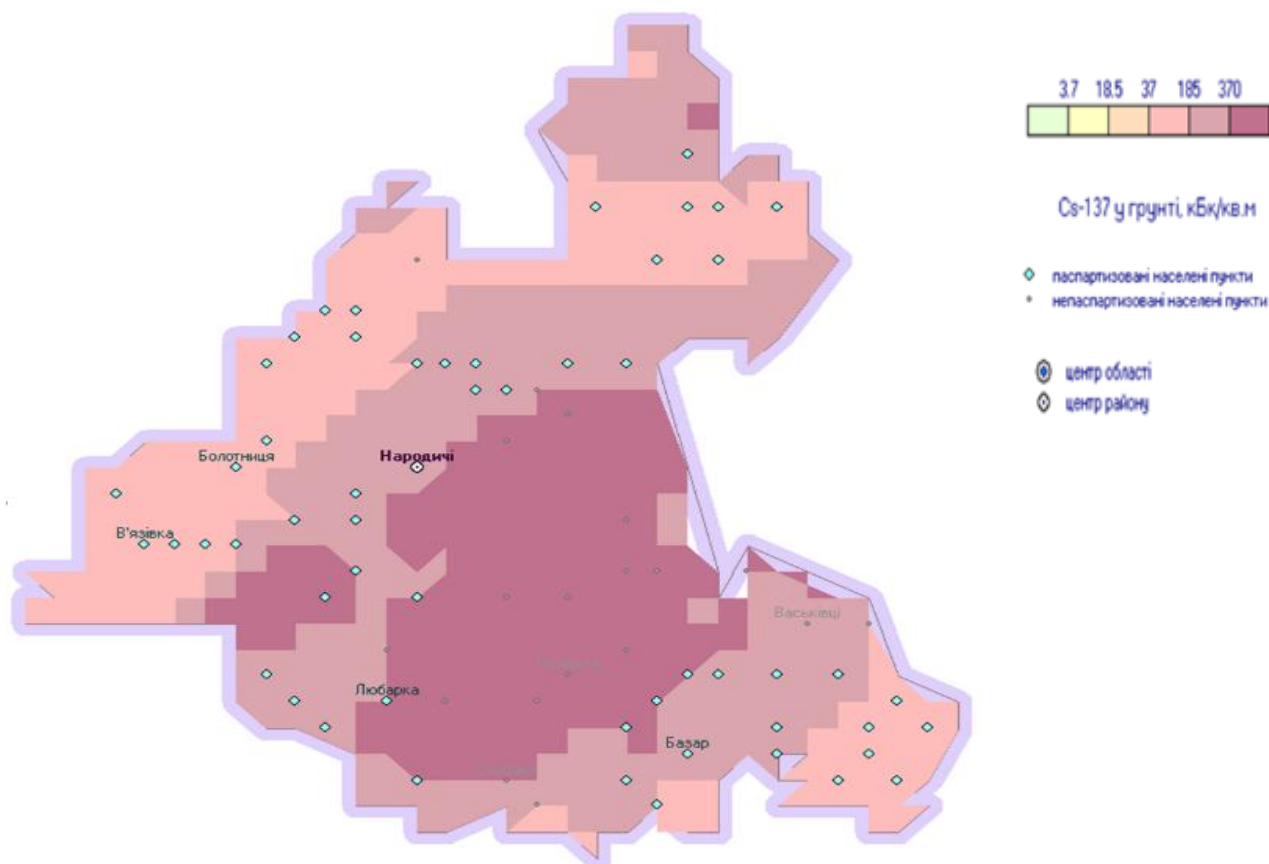 3.7 18.5 37 185 370
Cs-137 у грунті, кБк/кв.м
паспартизовані населені пункти
непаспартизовані населені пункти
центр області
центр району
Болотниця
Народичі
В'язівка
Васьківці
Любарка
Базар